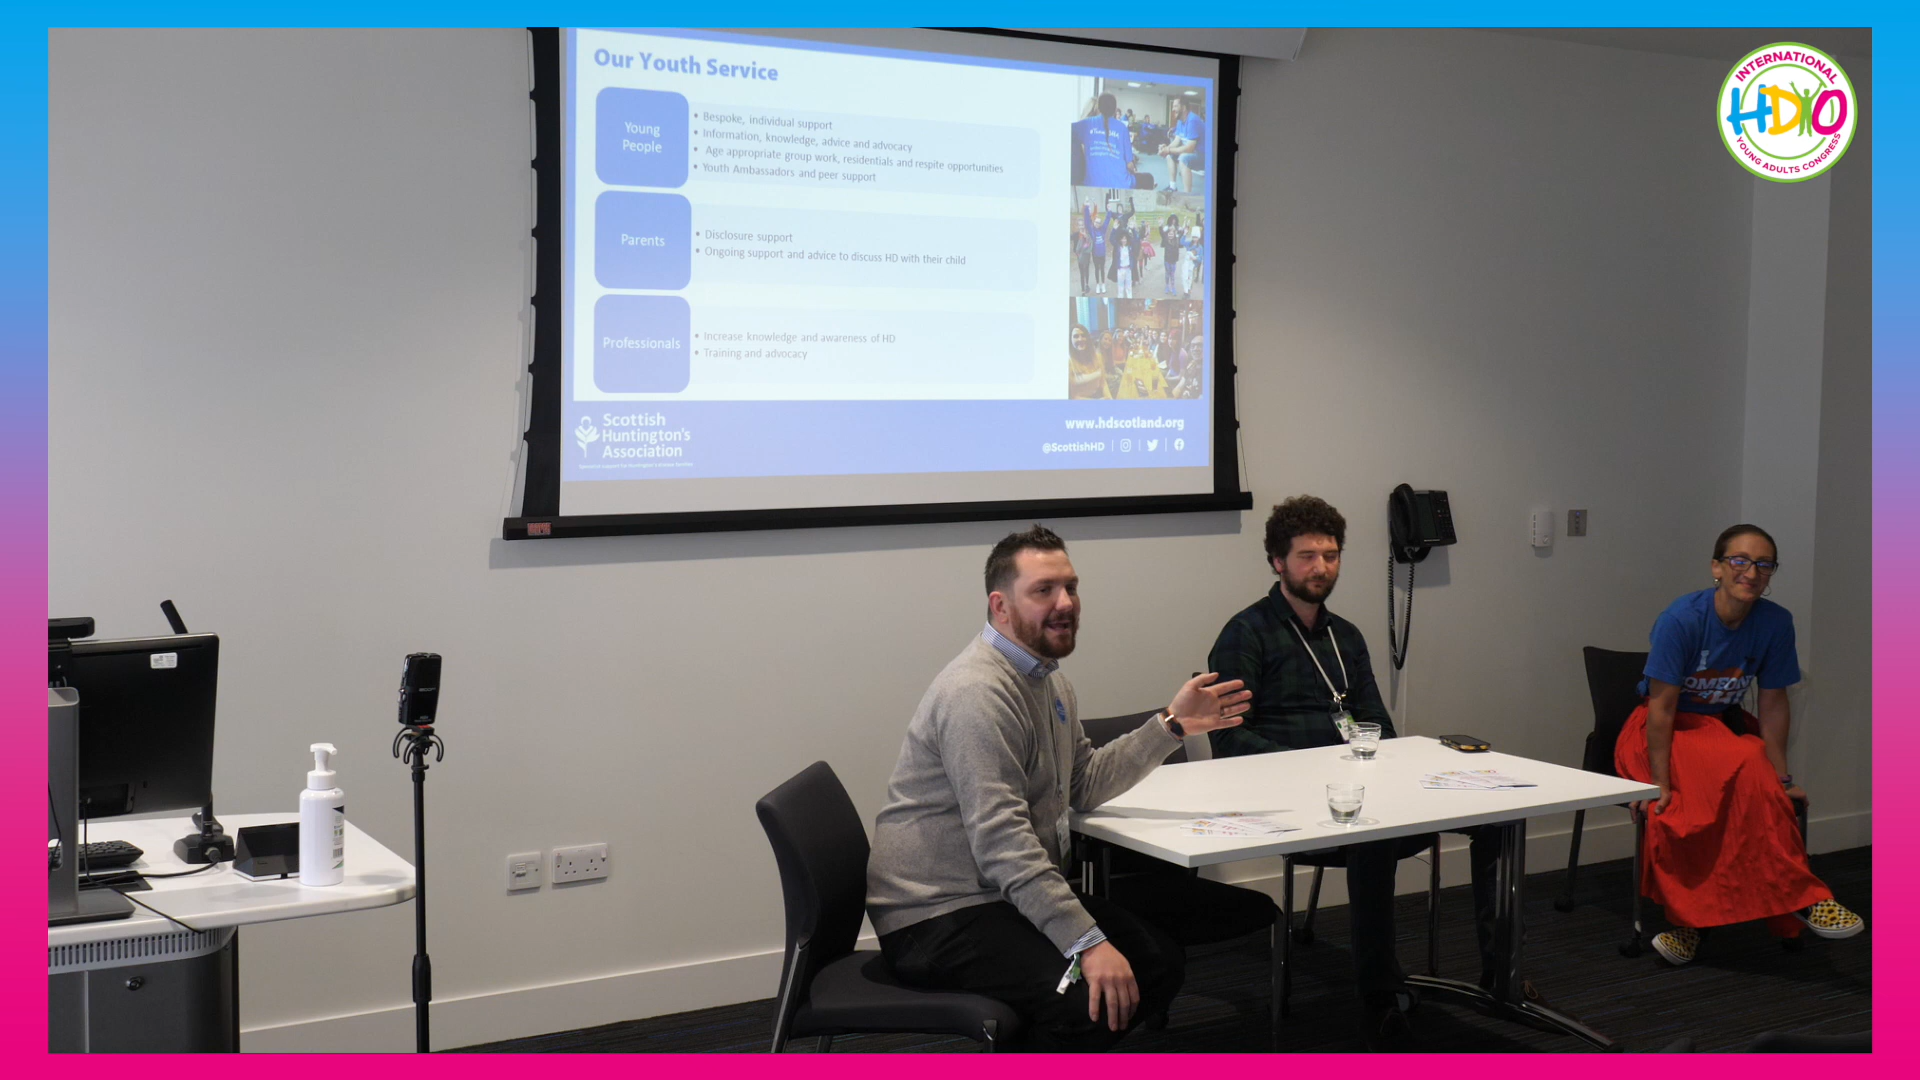 Our Youth Service
Young
People
• Bespoke, individual support
• Information, knowledge, advice and advocacy
• Age appropriate group work, residentials and respite opportunities
• Youth Ambassadors and peer support
Parents
• Disclosure support
• Ongoing support and advice to discuss HD with their child
Professionals
• Increase knowledge and awareness of HD
• Training and advocacy
Scottish
Huntington's
Association
www.hdscotland.org
@ScottishHD
INTERNATIONAL
HDYO
YOUNG ADULTS CONGRESS